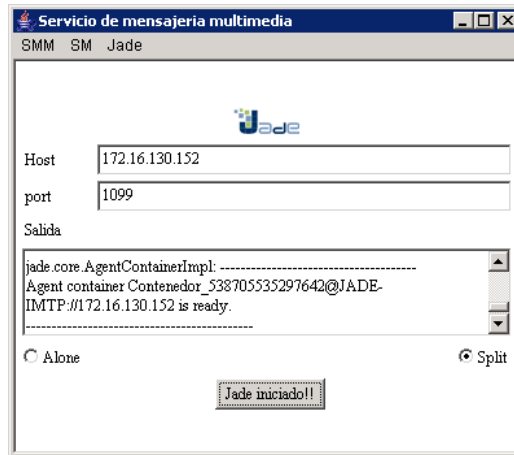 Servicio de mensajeria multimedia
SMM SM Jade
Jade
Host 172.16.130.152
port 1099
Salida
jade.core.AgentContainerImpl: ---------------------------------------
Agent container Contenedor_538705535297642@JADE-
IMTP://172.16.130.152 is ready.
---------------------------------------------
Alone Split
Jade iniciado!!